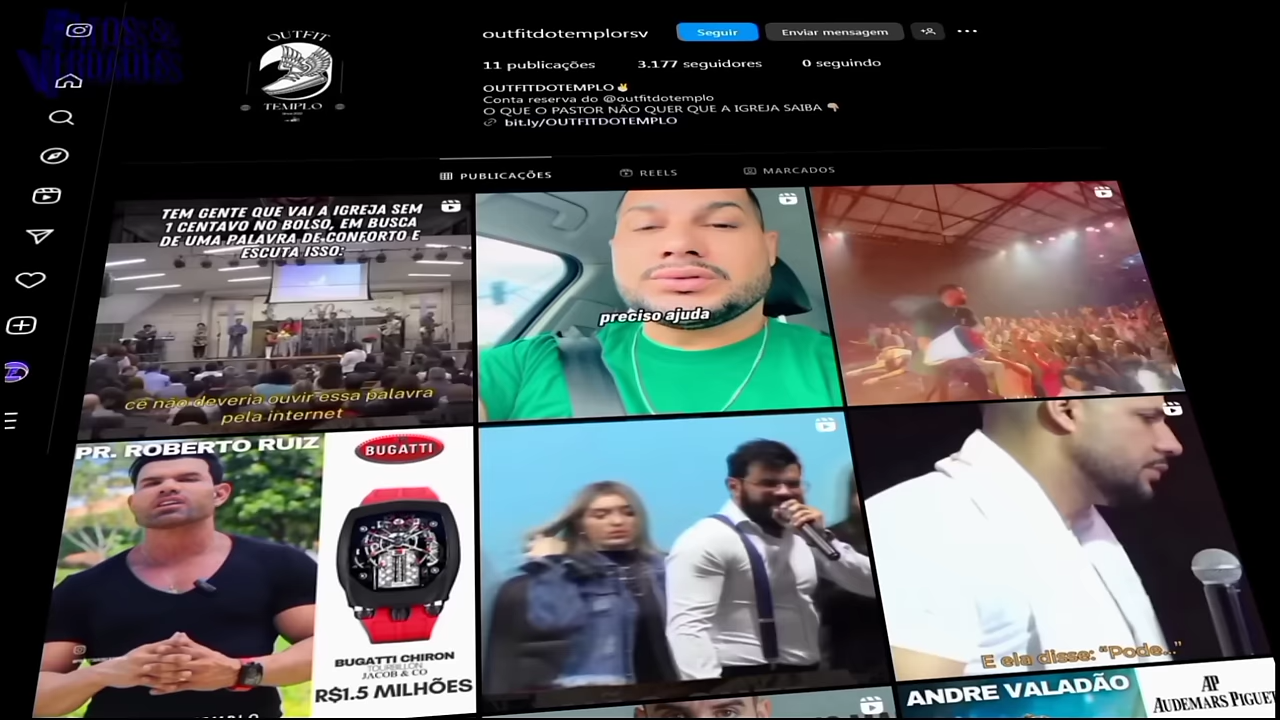 outfitdotemplorsv
Seguir
Enviar mensagem
OUTFIT
TEMPLO
11 publicações
3.177 seguidores
0 seguindo
OUTFITDOTEMPLO✌
Conta reserva do @outfitdotemplo
O QUE O PASTOR NÃO QUER QUE A IGREJA SAIBA 👇
bit.ly/OUTFITDOTEMPLO
PUBLICAÇÕES
REELS
MARCADOS
TEM GENTE QUE VAI A IGREJA SEM
1 CENTAVO NO BOLSO, EM BUSCA
DE UMA PALAVRA DE CONFORTO E
ESCUTA ISSO:
cê não deveria ouvir essa palavra
pela internet
preciso ajuda
PR. ROBERTO RUIZ
BUGATTI
BUGATTI CHIRON
TOURBILLON
JACOB & CO
R$1.5 MILHÕES
E ela disse: "Pode..."
ANDRE VALADÃO
AP
AUDEMARS PIGUET